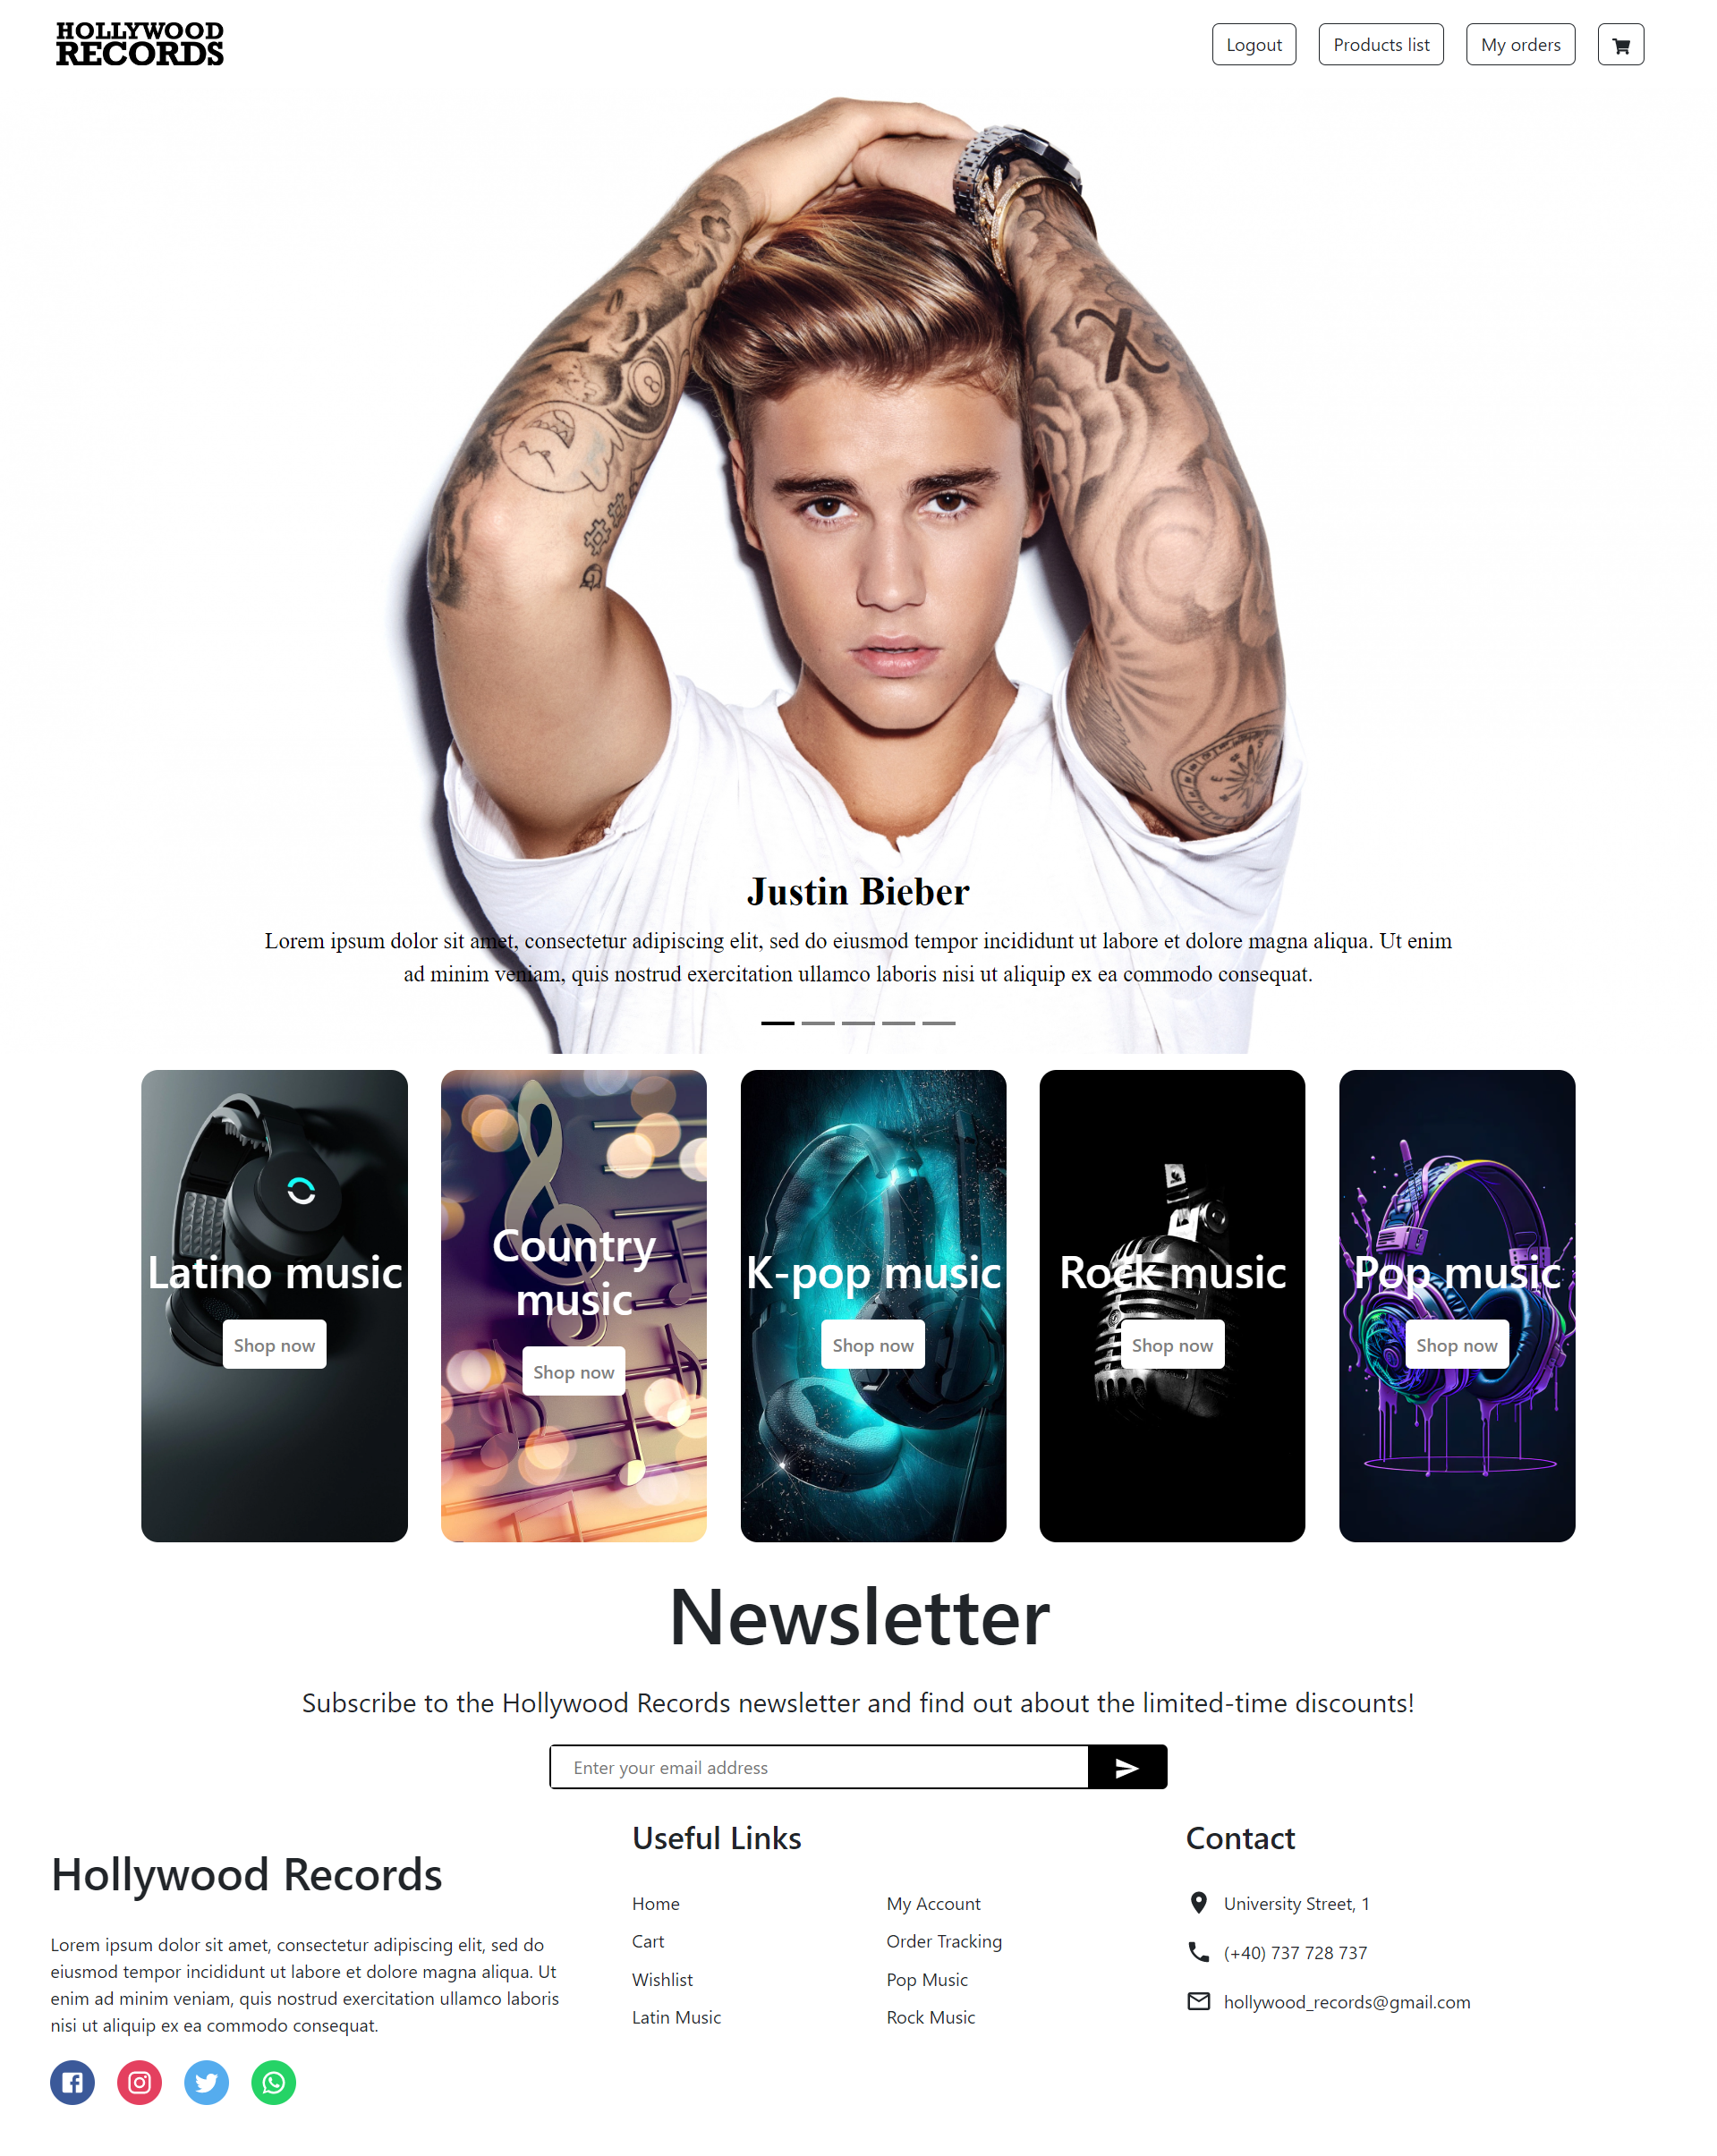 HOLLYWOOD
RECORDS
Logout
Products list
My orders
Justin Bieber
Lorem ipsum dolor sit amet, consectetur adipiscing elit, sed do eiusmod tempor incididunt ut labore et dolore magna aliqua. Ut enim
ad minim veniam, quis nostrud exercitation ullamco laboris nisi ut aliquip ex ea commodo consequat.
Latino music
Shop now
Country
music
Shop now
K-pop music
Shop now
Rock music
Shop now
Pop music
Shop now
Newsletter
Subscribe to the Hollywood Records newsletter and find out about the limited-time discounts!
Enter your email address
Hollywood Records
Lorem ipsum dolor sit amet, consectetur adipiscing elit, sed do
eiusmod tempor incididunt ut labore et dolore magna aliqua. Ut
enim ad minim veniam, quis nostrud exercitation ullamco laboris
nisi ut aliquip ex ea commodo consequat.
Useful Links
Home
Cart
Wishlist
Latin Music
My Account
Order Tracking
Pop Music
Rock Music
Contact
University Street, 1
(+40) 737 728 737
hollywood_records@gmail.com